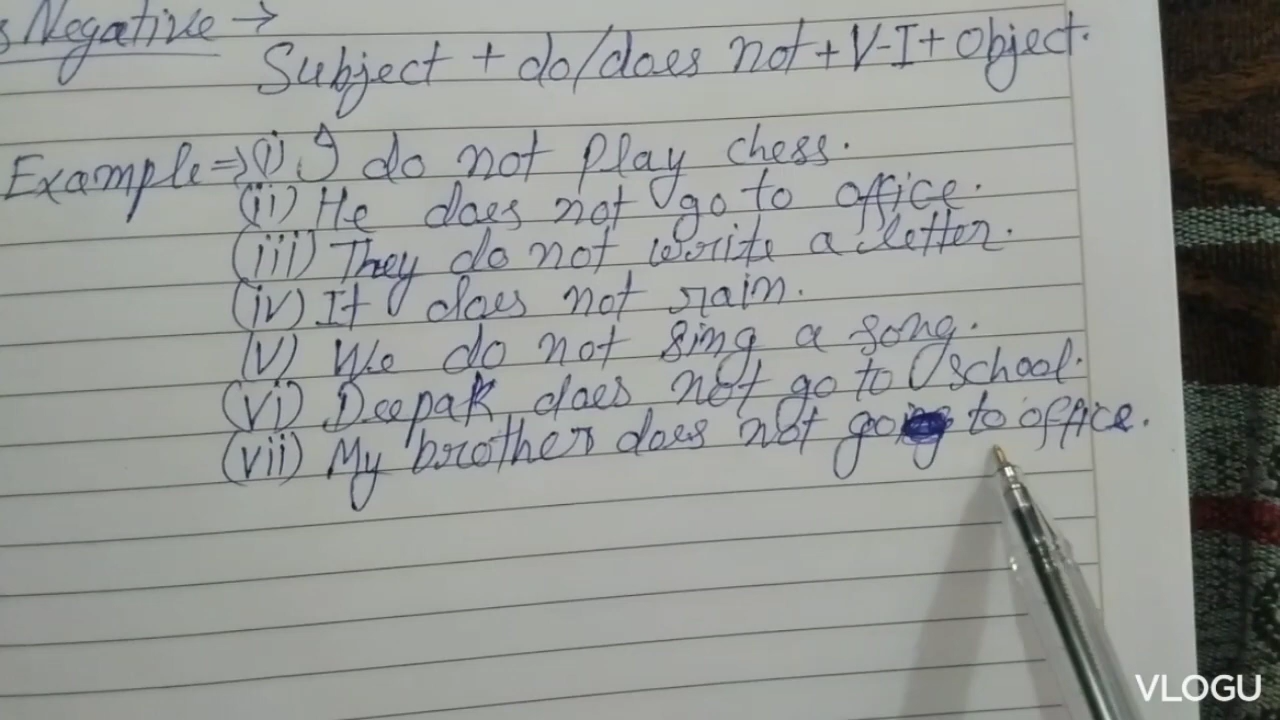 Negative →
Subject + do/does not + V-I + Object.
Example ⇒ (i) I do not Play chess.
(ii) He does not go to office.
(iii) They do not write a letter.
(iv) It does not rain.
(v) We do not sing a song.
(vi) Deepak does not go to school.
(vii) My brother does not go to office.
VLOGU